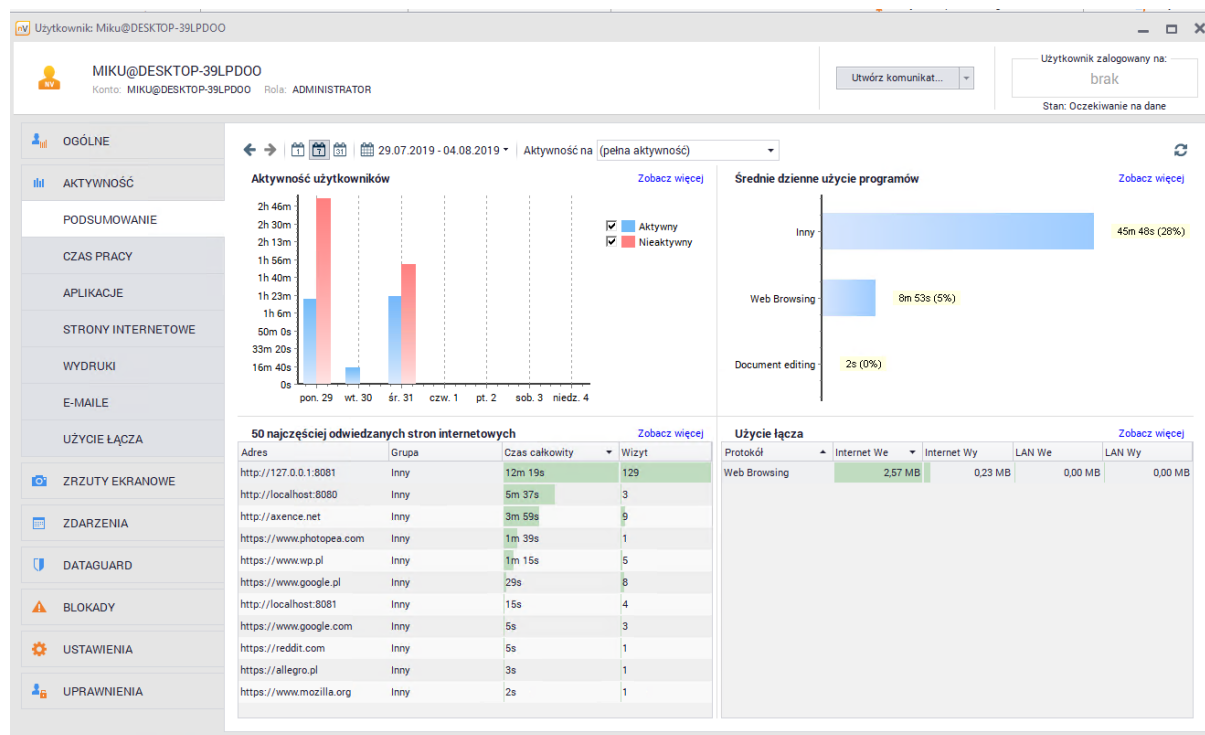 nV Użytkownik: Miku@DESKTOP-39LPDOO
NV
MIKU@DESKTOP-39LPDOO
Konto: MIKU@DESKTOP-39LPDOO Rola: ADMINISTRATOR
Utwórz komunikat...
Użytkownik zalogowany na:
brak
Stan: Oczekiwanie na dane
OGÓLNE
AKTYWNOŚĆ
PODSUMOWANIE
CZAS PRACY
APLIKACJE
STRONY INTERNETOWE
WYDRUKI
E-MAILE
UŻYCIE ŁĄCZA
ZRZUTY EKRANOWE
ZDARZENIA
DATAGUARD
BLOKADY
USTAWIENIA
UPRAWNIENIA
1 7 31 29.07.2019 - 04.08.2019 Aktywność na (pełna aktywność)
Aktywność użytkowników Zobacz więcej
2h 46m
2h 30m
2h 13m
1h 56m
1h 40m
1h 23m
1h 6m
50m 0s
33m 20s
16m 40s
0s
pon. 29 wt. 30 śr. 31 czw. 1 pt. 2 sob. 3 niedz. 4
Aktywny
Nieaktywny
Średnie dzienne użycie programów Zobacz więcej
Inny 45m 48s (28%)
Web Browsing 8m 53s (5%)
Document editing 2s (0%)
50 najczęściej odwiedzanych stron internetowych Zobacz więcej
Adres Grupa Czas całkowity Wizyt
http://127.0.0.1:8081 Inny 12m 19s 129
http://localhost:8080 Inny 5m 37s 3
http://axence.net Inny 3m 59s 9
https://www.photopea.com Inny 1m 39s 1
https://www.wp.pl Inny 1m 15s 5
https://www.google.pl Inny 29s 8
http://localhost:8081 Inny 15s 4
https://www.google.com Inny 5s 3
https://reddit.com Inny 5s 1
https://allegro.pl Inny 3s 1
https://www.mozilla.org Inny 2s 1
Użycie łącza Zobacz więcej
Protokół Internet We Internet Wy LAN We LAN Wy
Web Browsing 2,57 MB 0,23 MB 0,00 MB 0,00 MB